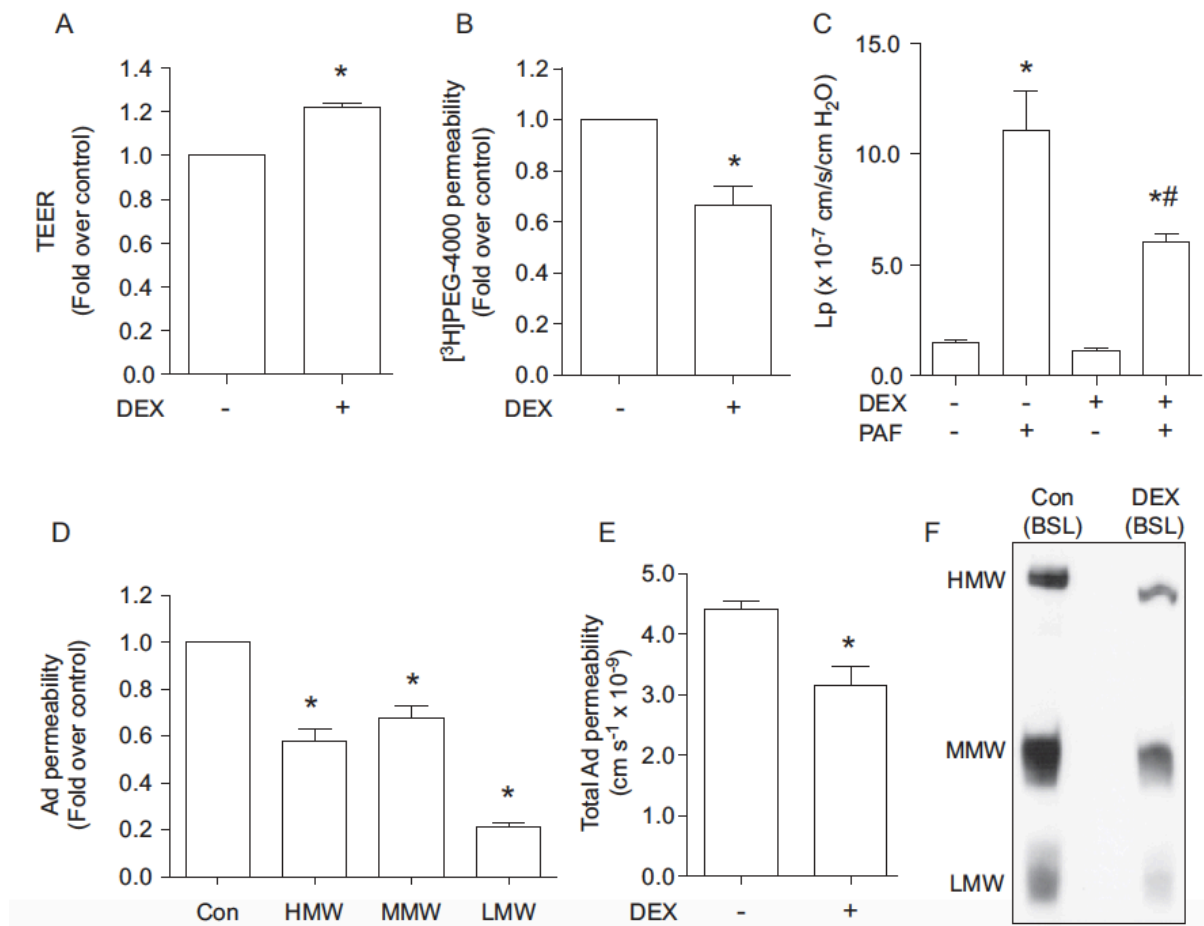 A
TEER
(Fold over control)
1.4
1.2
1.0
0.8
0.6
0.4
0.2
0.0
*
DEX - +
B
[³H]PEG-4000 permeability
(Fold over control)
1.2
1.0
0.8
0.6
0.4
0.2
0.0
*
DEX - +
C
Lp (x 10⁻⁷ cm/s/cm H₂O)
15.0
10.0
5.0
0.0
*
*#
DEX - - + +
PAF - + - +
D
Ad permeability
(Fold over control)
1.2
1.0
0.8
0.6
0.4
0.2
0.0
*
*
*
Con HMW MMW LMW
E
Total Ad permeability
(cm s⁻¹ x 10⁻⁹)
5.0
4.0
3.0
2.0
1.0
0.0
*
DEX - +
F
Con DEX
(BSL) (BSL)
HMW
MMW
LMW